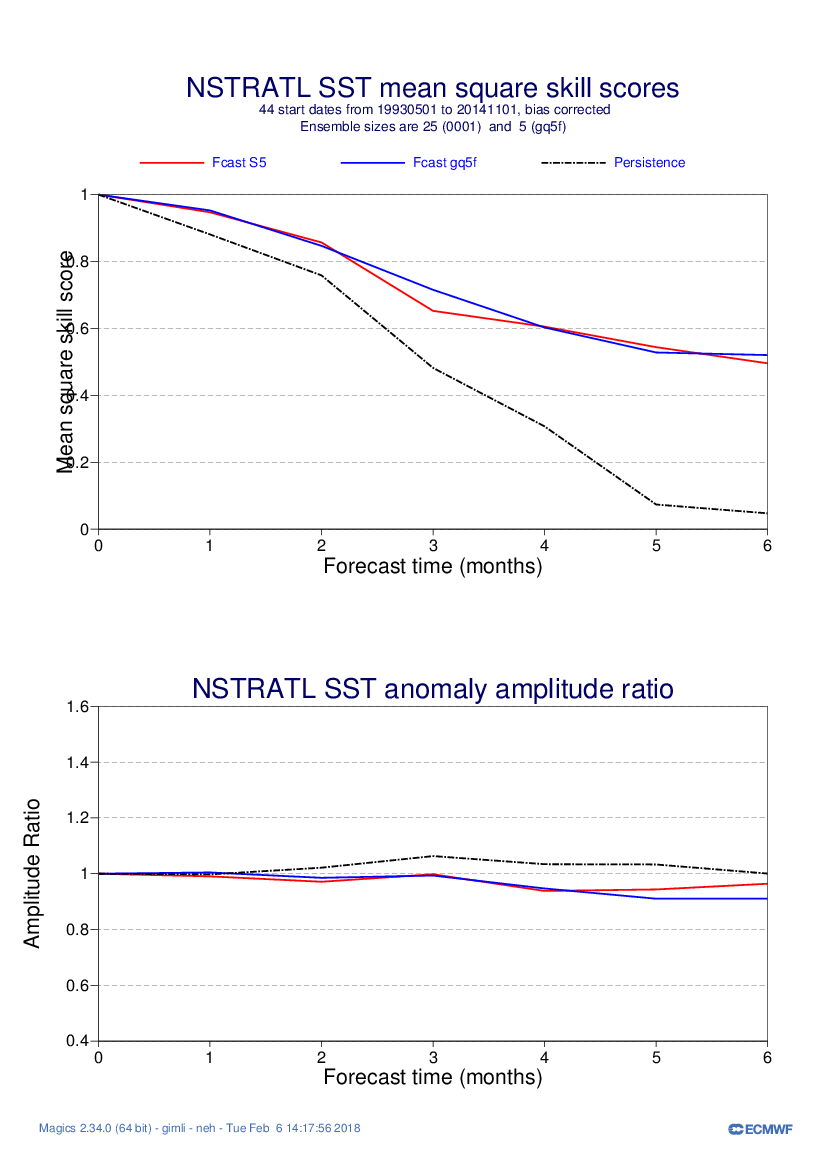 NSTRATL SST mean square skill scores
44 start dates from 19930501 to 20141101, bias corrected
Ensemble sizes are 25 (0001) and 5 (gq5f)
Fcast S5 Fcast gq5f Persistence
1
0.8
0.6
0.4
0.2
0
Mean square skill score
0 1 2 3 4 5 6
Forecast time (months)
NSTRATL SST anomaly amplitude ratio
1.6
1.4
1.2
1
0.8
0.6
0.4
Amplitude Ratio
0 1 2 3 4 5 6
Forecast time (months)
Magics 2.34.0 (64 bit) - gimli - neh - Tue Feb 6 14:17:56 2018
ECMWF